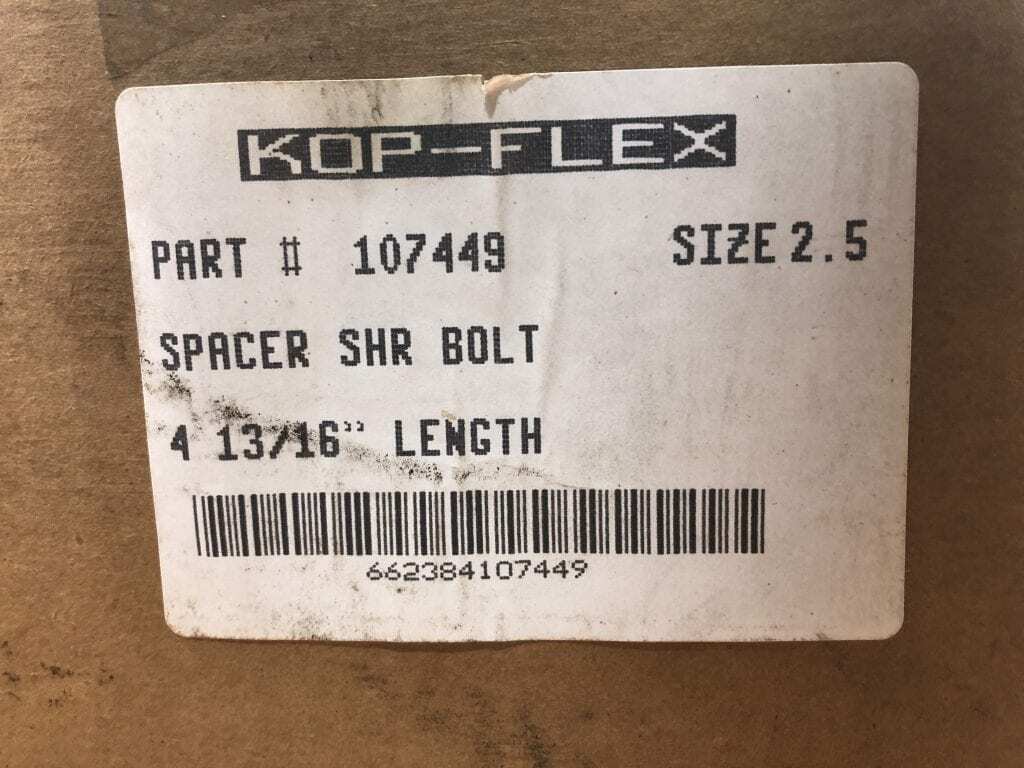 KOP-FLEX
PART # 107449 SIZE 2.5
SPACER SHR BOLT
4 13/16" LENGTH
662384107449